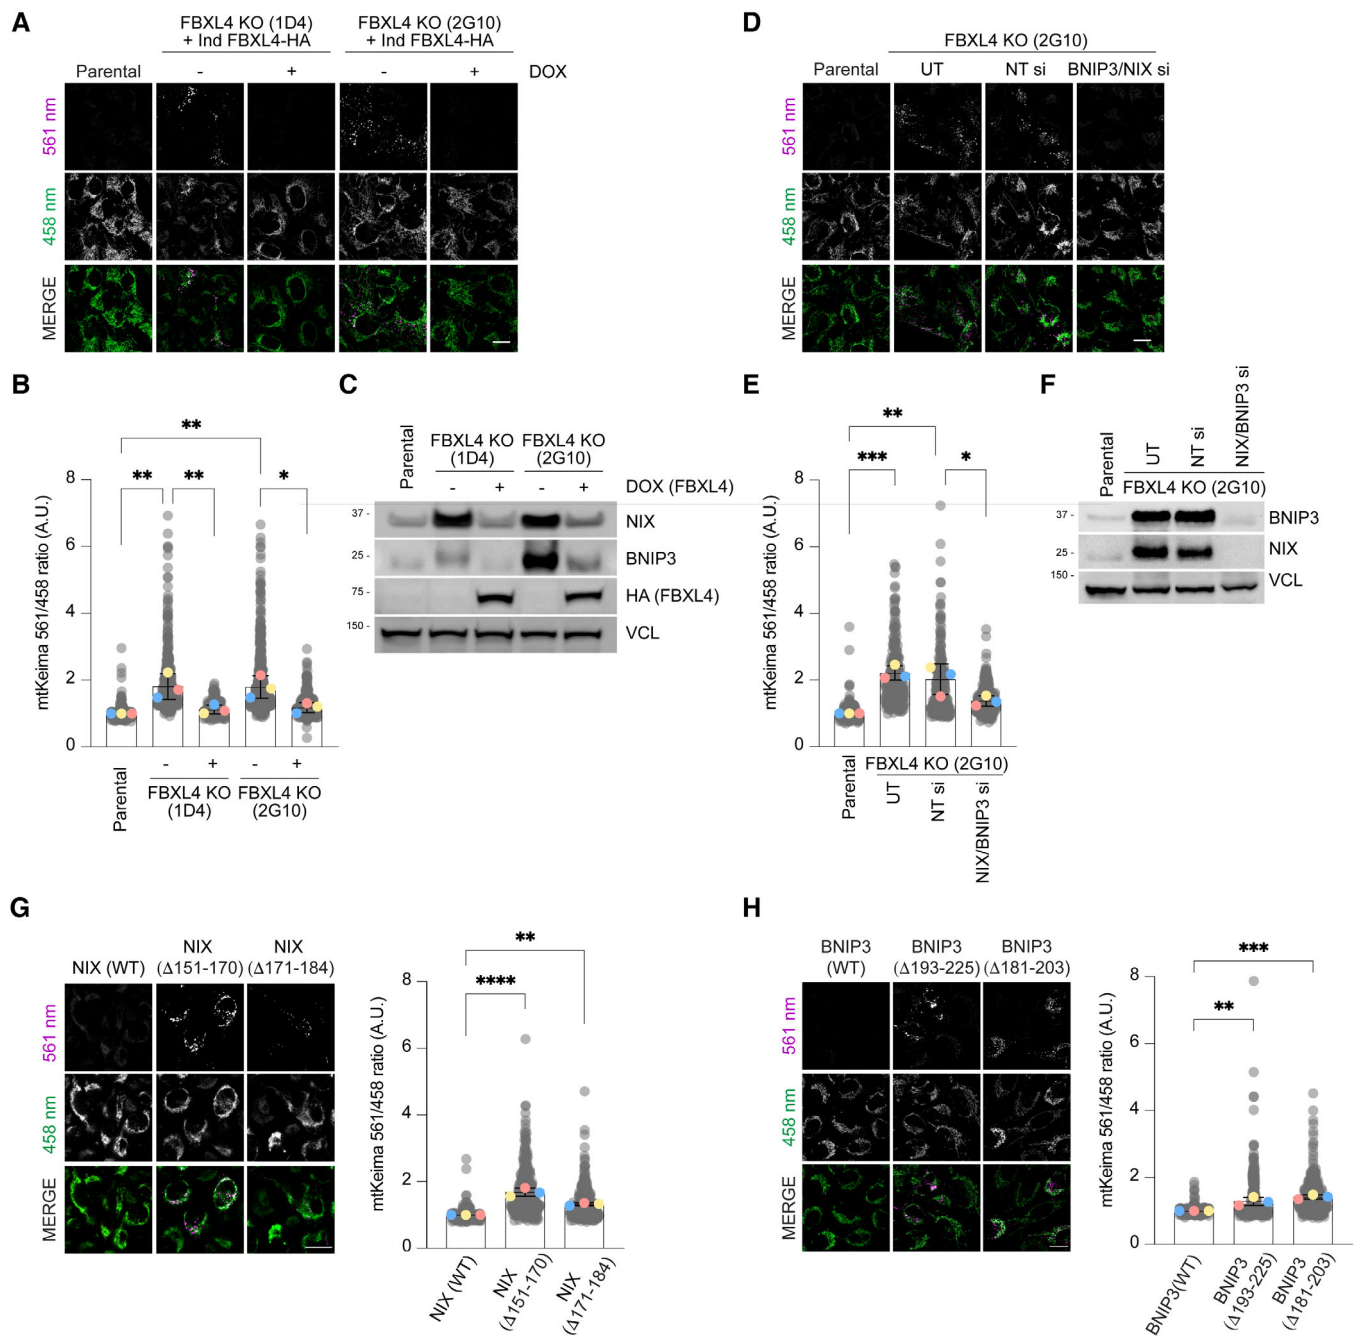 A
FBXL4 KO (1D4)
+ Ind FBXL4-HA
FBXL4 KO (2G10)
+ Ind FBXL4-HA
Parental
-
+
-
+
DOX
561 nm
458 nm
MERGE
D
FBXL4 KO (2G10)
Parental
UT
NT si
BNIP3/NIX si
561 nm
458 nm
MERGE
B
**
**
**
*
mtKeima 561/458 ratio (A.U.)
8
6
4
2
0
Parental
-
+
-
+
FBXL4 KO
(1D4)
FBXL4 KO
(2G10)
C
Parental
FBXL4 KO
(1D4)
FBXL4 KO
(2G10)
-
+
-
+
DOX (FBXL4)
37 -
NIX
25 -
BNIP3
75 -
HA (FBXL4)
150 -
VCL
E
**
***
*
mtKeima 561/458 ratio (A.U.)
8
6
4
2
0
Parental
FBXL4 KO (2G10)
UT
NT si
NIX/BNIP3 si
F
Parental
UT
NT si
NIX/BNIP3 si
FBXL4 KO (2G10)
37 -
BNIP3
25 -
NIX
150 -
VCL
G
NIX (WT)
NIX
(Δ151-170)
NIX
(Δ171-184)
561 nm
458 nm
MERGE
**
****
mtKeima 561/458 ratio (A.U.)
8
6
4
2
0
NIX (WT)
NIX
(Δ151-170)
NIX
(Δ171-184)
H
BNIP3
(WT)
BNIP3
(Δ193-225)
BNIP3
(Δ181-203)
561 nm
458 nm
MERGE
***
**
mtKeima 561/458 ratio (A.U.)
8
6
4
2
0
BNIP3(WT)
BNIP3
(Δ193-225)
BNIP3
(Δ181-203)